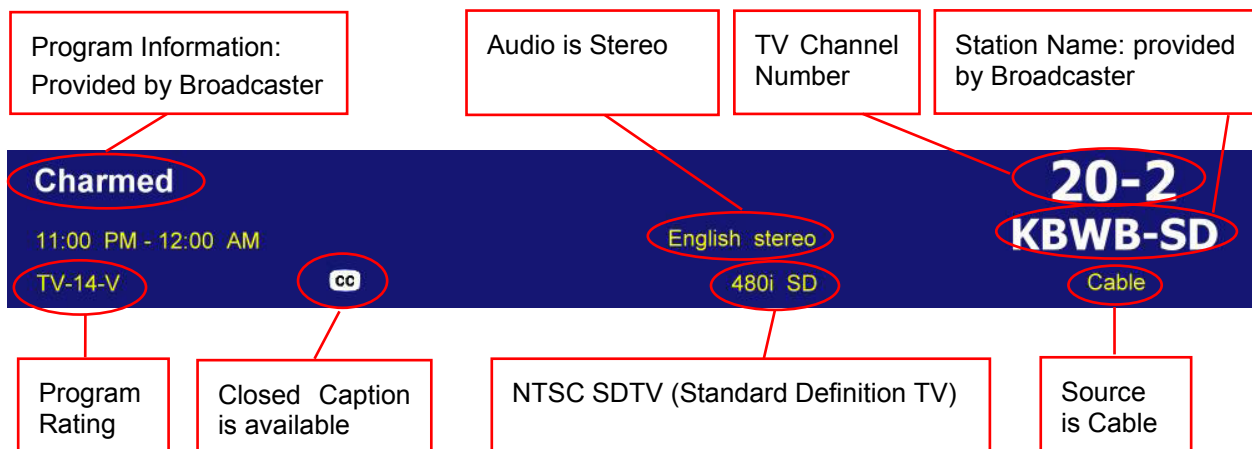 Program Information:
Provided by Broadcaster
Audio is Stereo
TV Channel
Number
Station Name: provided
by Broadcaster
Charmed
20-2
11:00 PM - 12:00 AM
English stereo
KBWB-SD
TV-14-V
CC
480i SD
Cable
Program
Rating
Closed Caption
is available
NTSC SDTV (Standard Definition TV)
Source
is Cable